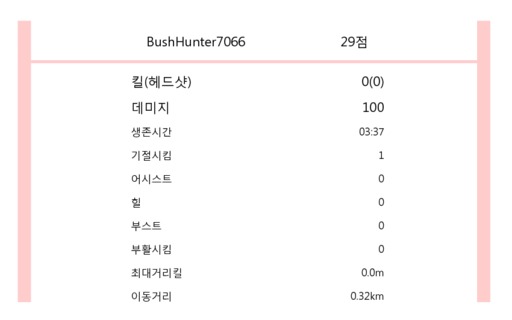 BushHunter7066 29점
킬(헤드샷) 0(0)
데미지 100
생존시간 03:37
기절시킴 1
어시스트 0
힐 0
부스트 0
부활시킴 0
최대거리킬 0.0m
이동거리 0.32km